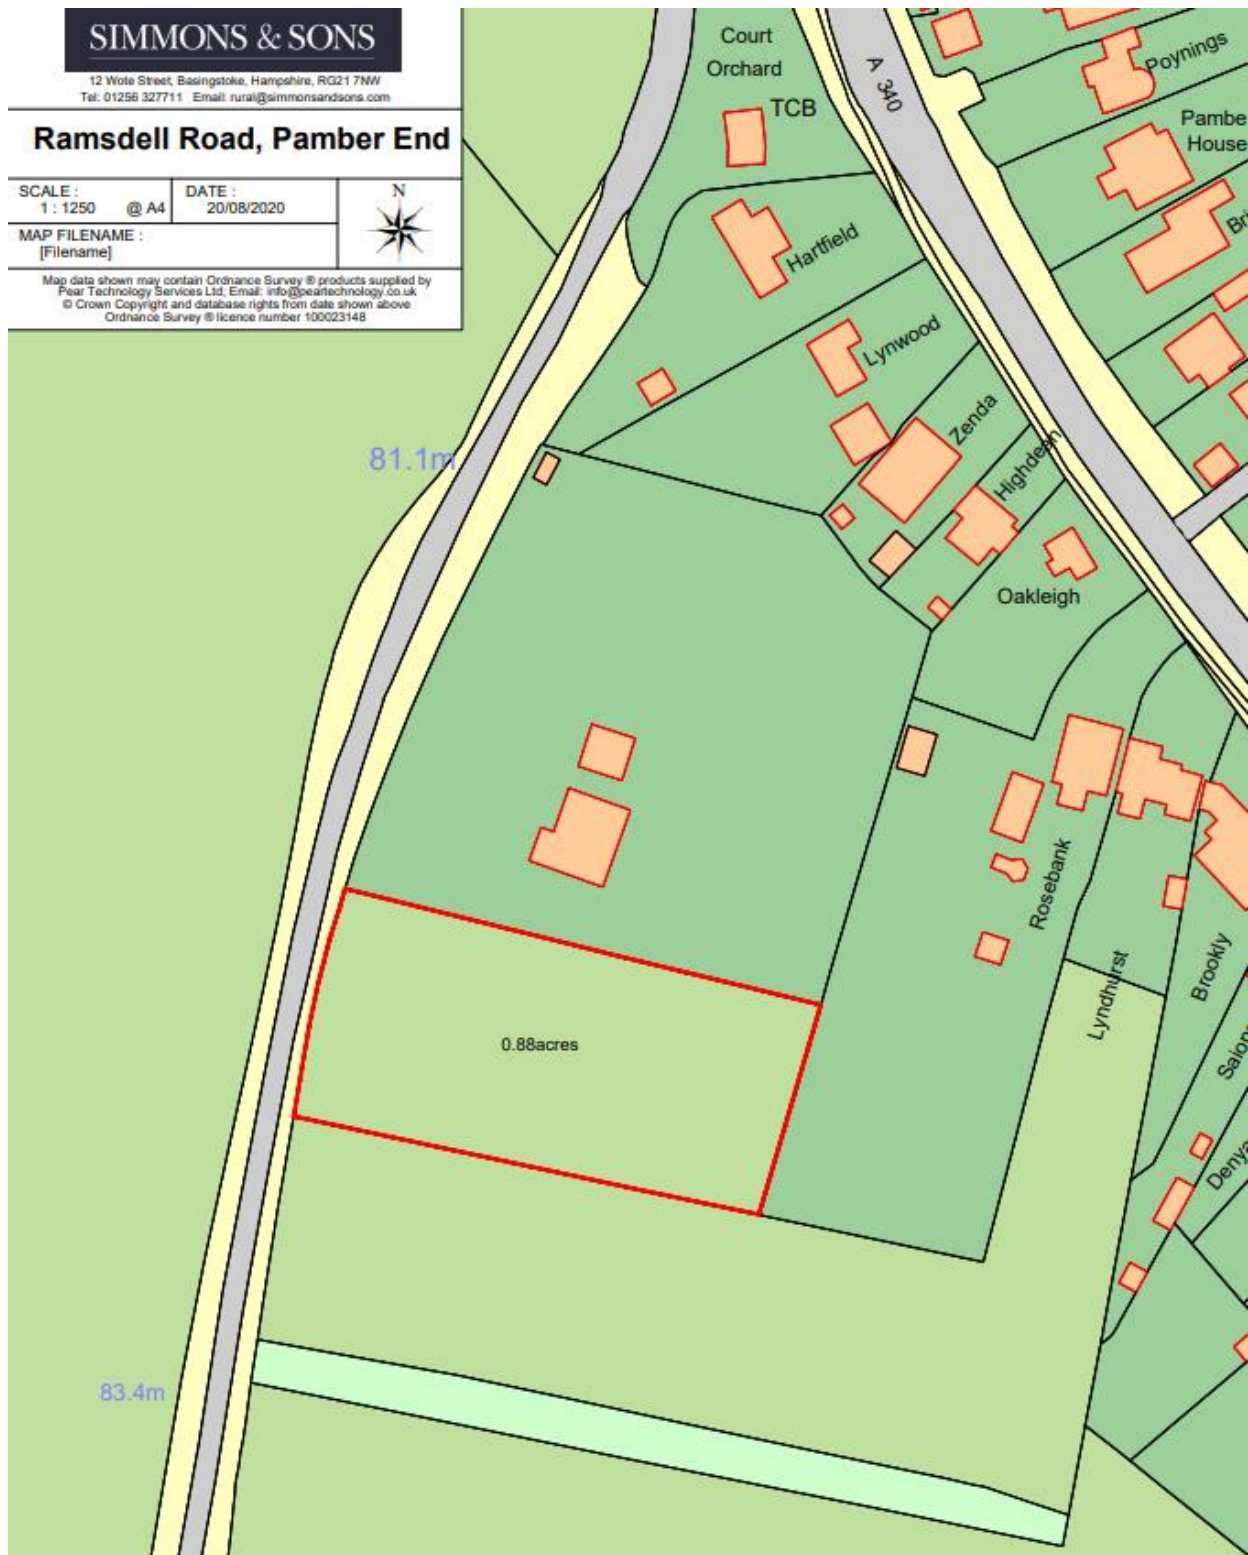 SIMMONS & SONS
12 Wote Street, Basingstoke, Hampshire, RG21 7NW
Tel: 01256 327711 Email: rural@simmonsandsons.com
Ramsdell Road, Pamber End
SCALE :
1 : 1250 @ A4
DATE :
20/08/2020
N
MAP FILENAME :
[Filename]
Map data shown may contain Ordnance Survey ® products supplied by
Pear Technology Services Ltd; Email: info@peartechnology.co.uk
© Crown Copyright and database rights from date shown above
Ordnance Survey ® licence number 100023148
Court
Orchard
TCB
A 340
Poynings
Pambe
House
Bri
Hartfield
Lynwood
Zenda
Highdean
Oakleigh
81.1m
Rosebank
Lyndhurst
Brookly
0.88acres
83.4m